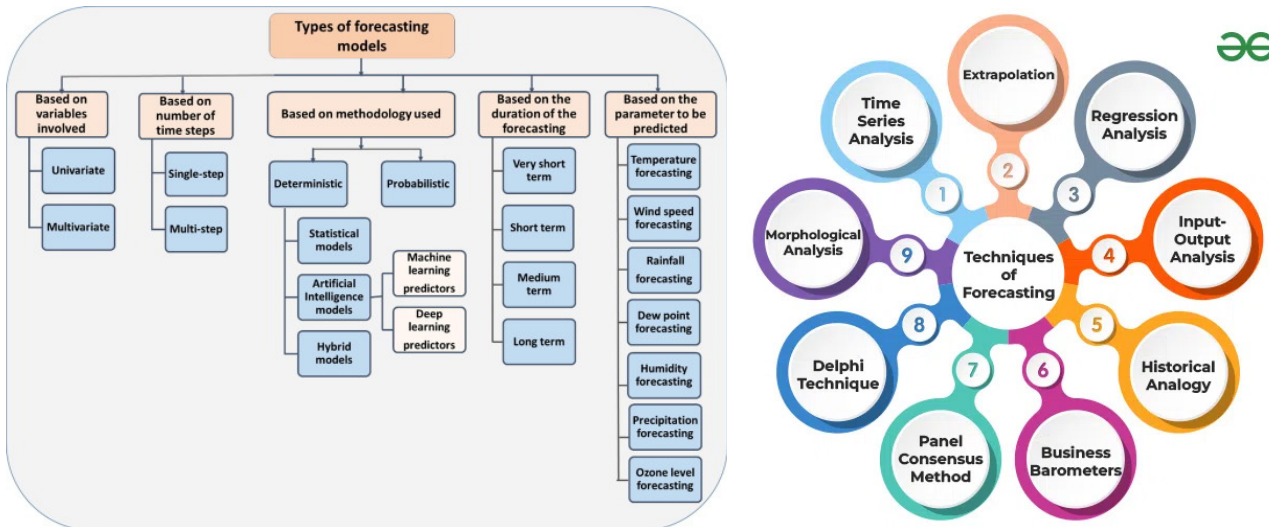 Types of forecasting
models
Based on
variables
involved
Univariate
Multivariate
Based on
number of
time steps
Single-step
Multi-step
Based on methodology used
Deterministic
Probabilistic
Statistical
models
Artificial
Intelligence
models
Machine
learning
predictors
Deep
learning
predictors
Hybrid
models
Based on the
duration of the
forecasting
Very short
term
Short term
Medium
term
Long term
Based on the
parameter to be
predicted
Temperature
forecasting
Wind speed
forecasting
Rainfall
forecasting
Dew point
forecasting
Humidity
forecasting
Precipitation
forecasting
Ozone level
forecasting
Techniques
of
Forecasting
1
Time
Series
Analysis
2
Extrapolation
3
Regression
Analysis
4
Input-
Output
Analysis
5
Historical
Analogy
6
Business
Barometers
7
Panel
Consensus
Method
8
Delphi
Technique
9
Morphological
Analysis